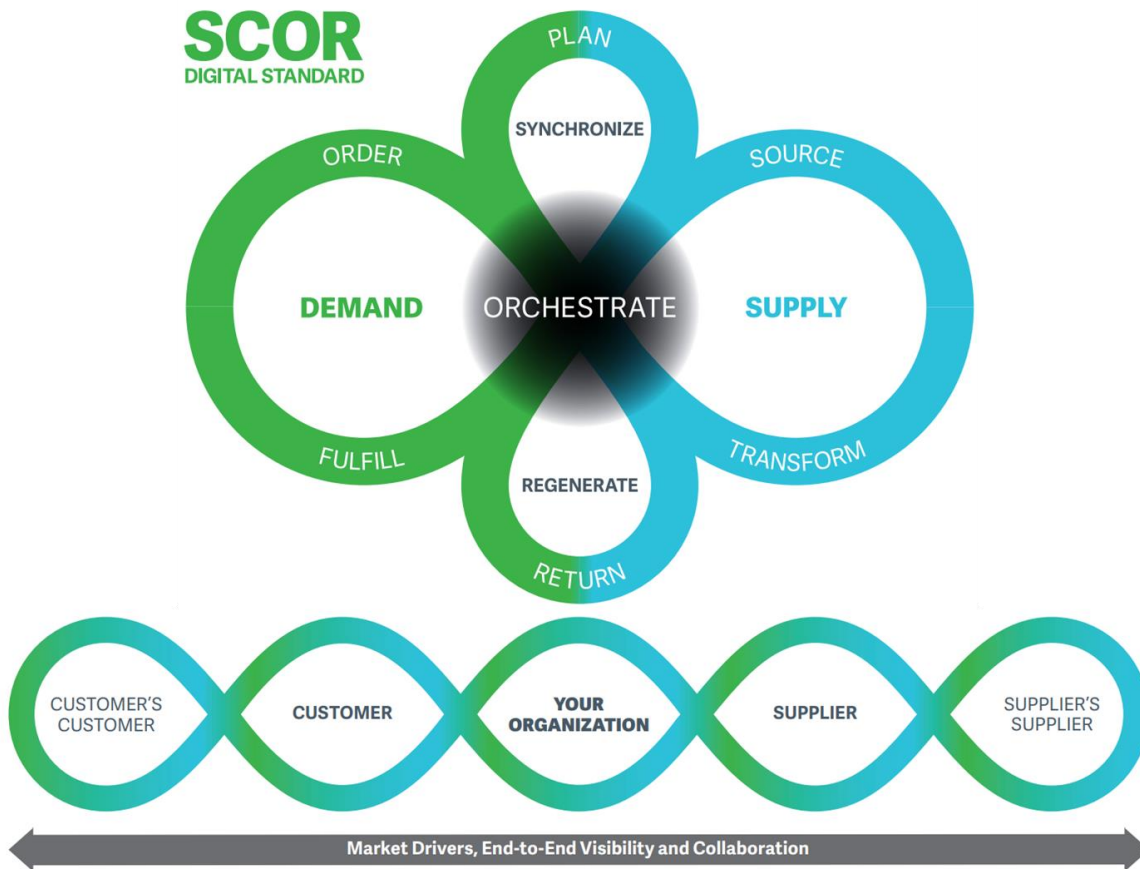 SCOR
DIGITAL STANDARD
PLAN
SYNCHRONIZE
ORDER
SOURCE
DEMAND
ORCHESTRATE
SUPPLY
FULFILL
TRANSFORM
REGENERATE
RETURN
CUSTOMER'S
CUSTOMER
CUSTOMER
YOUR
ORGANIZATION
SUPPLIER
SUPPLIER'S
SUPPLIER
Market Drivers, End-to-End Visibility and Collaboration